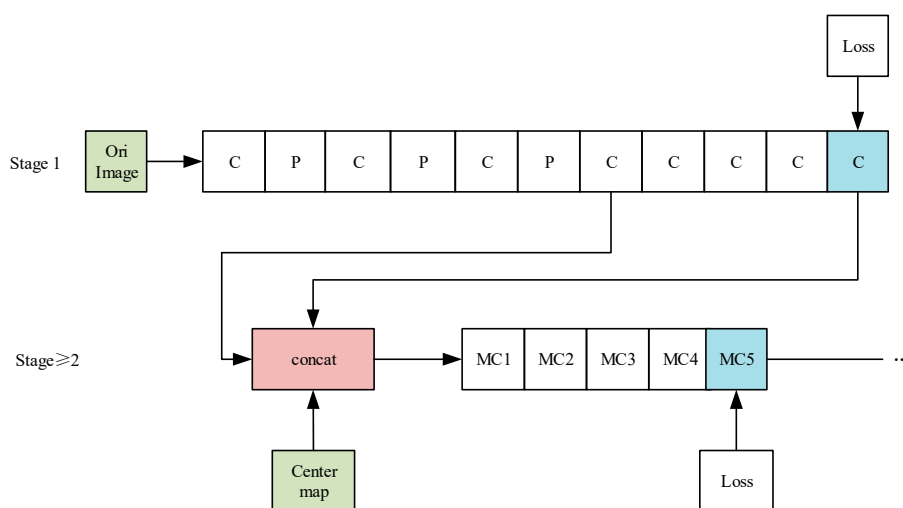 Loss
Stage 1
Ori
Image
C P C P C P C C C C C
Stage≥2
concat
MC1 MC2 MC3 MC4 MC5
...
Center
map
Loss